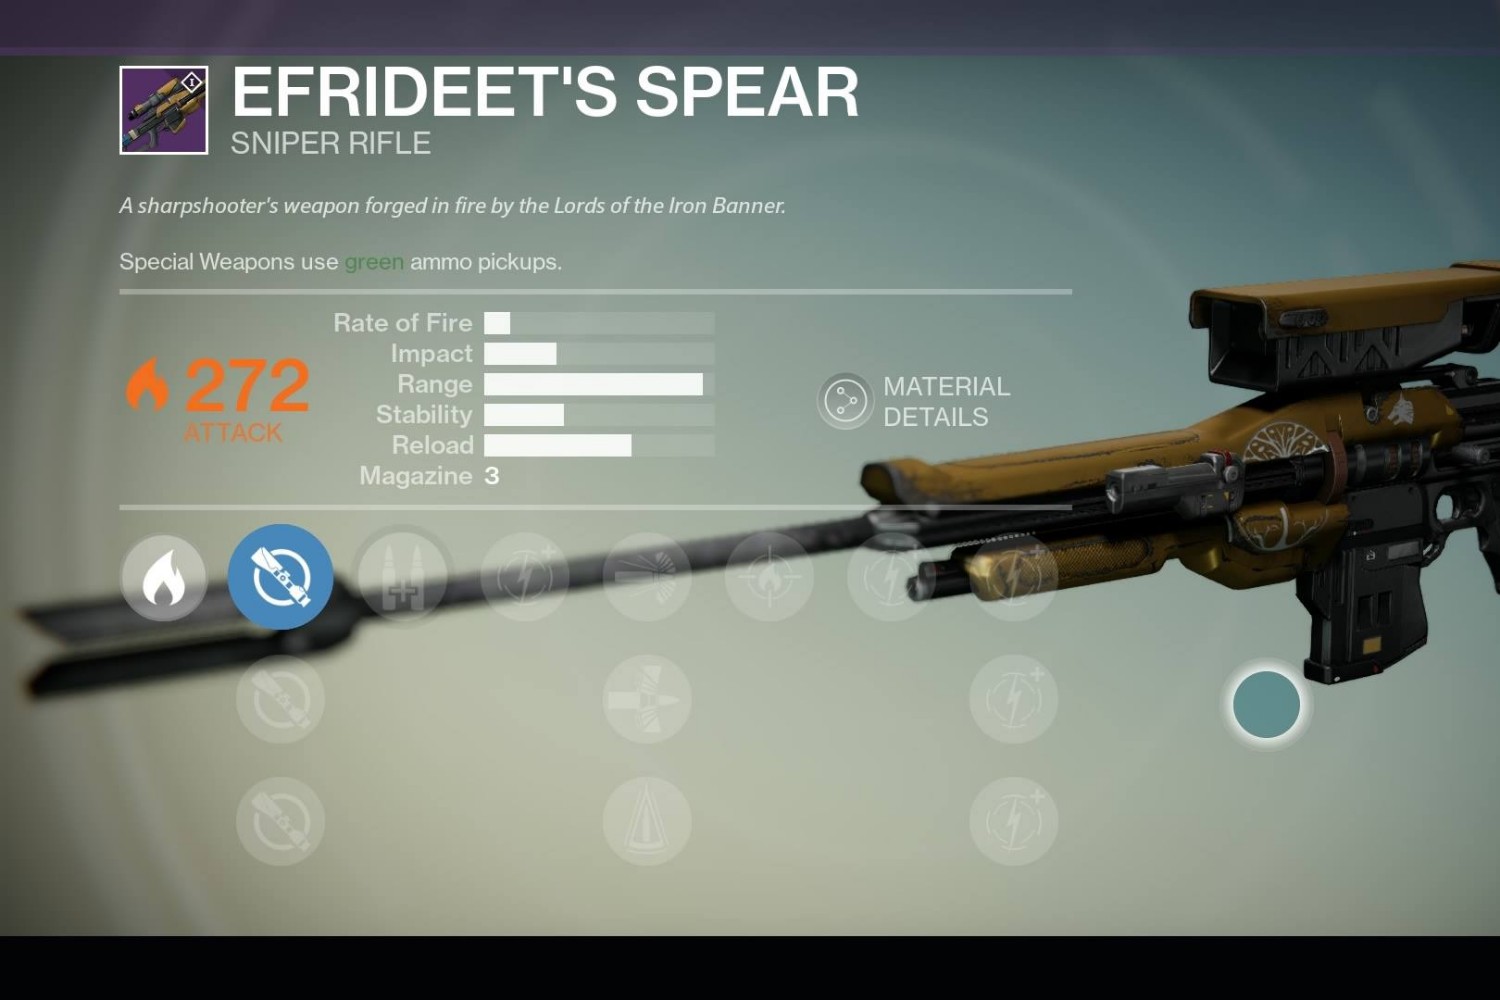 EFRIDEET'S SPEAR
SNIPER RIFLE
A sharpshooter's weapon forged in fire by the Lords of the Iron Banner.
Special Weapons use green ammo pickups.
272
ATTACK
Rate of Fire
Impact
Range
Stability
Reload
Magazine 3
MATERIAL
DETAILS